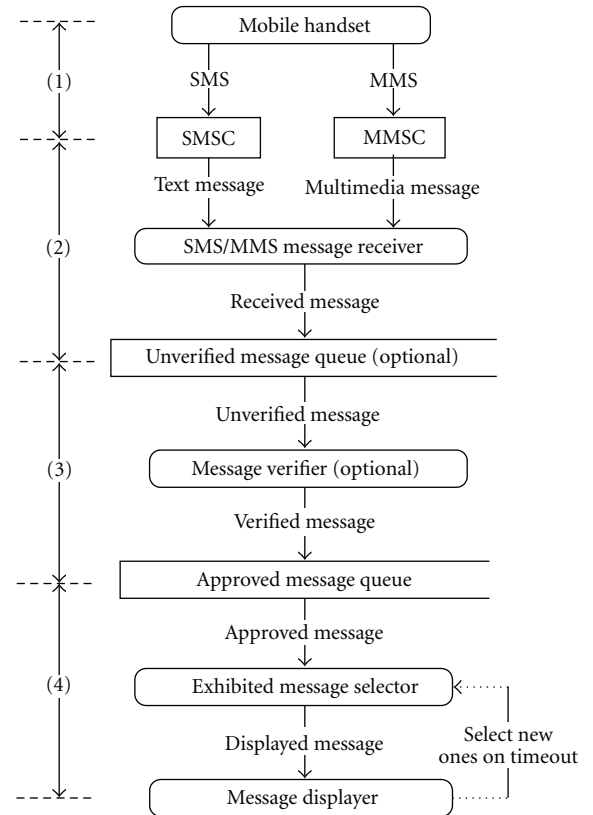 Mobile handset
(1)
SMS
MMS
SMSC
MMSC
Text message
Multimedia message
(2)
SMS/MMS message receiver
Received message
Unverified message queue (optional)
Unverified message
(3)
Message verifier (optional)
Verified message
Approved message queue
Approved message
(4)
Exhibited message selector
Displayed message
Select new
ones on timeout
Message displayer